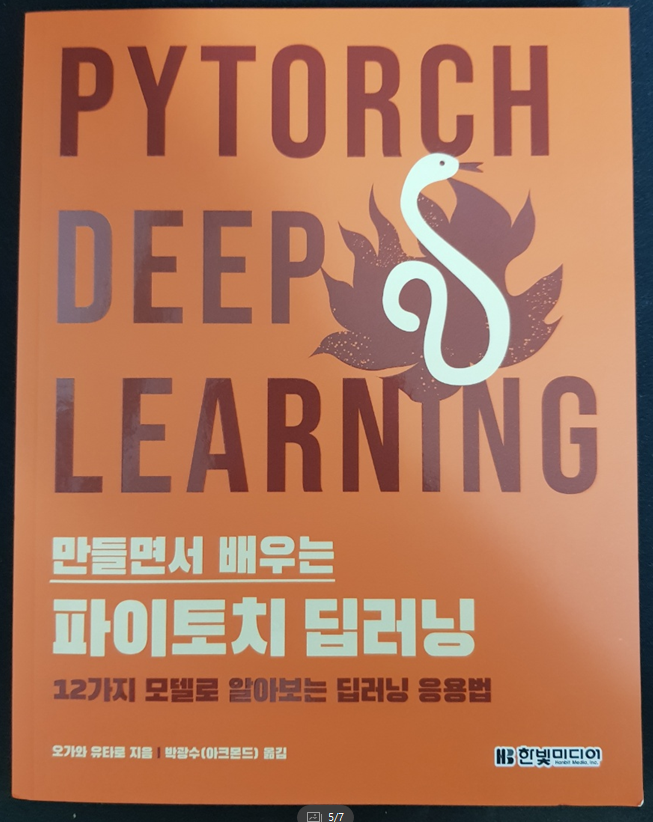 PYTORCH
DEEP
LEARNING
만들면서 배우는
파이토치 딥러닝
12가지 모델로 알아보는 딥러닝 응용법
오가와 유타로 지음 | 박광수(아크몬드) 옮김
HB 한빛미디어
Hanbit Media, Inc.
5/7